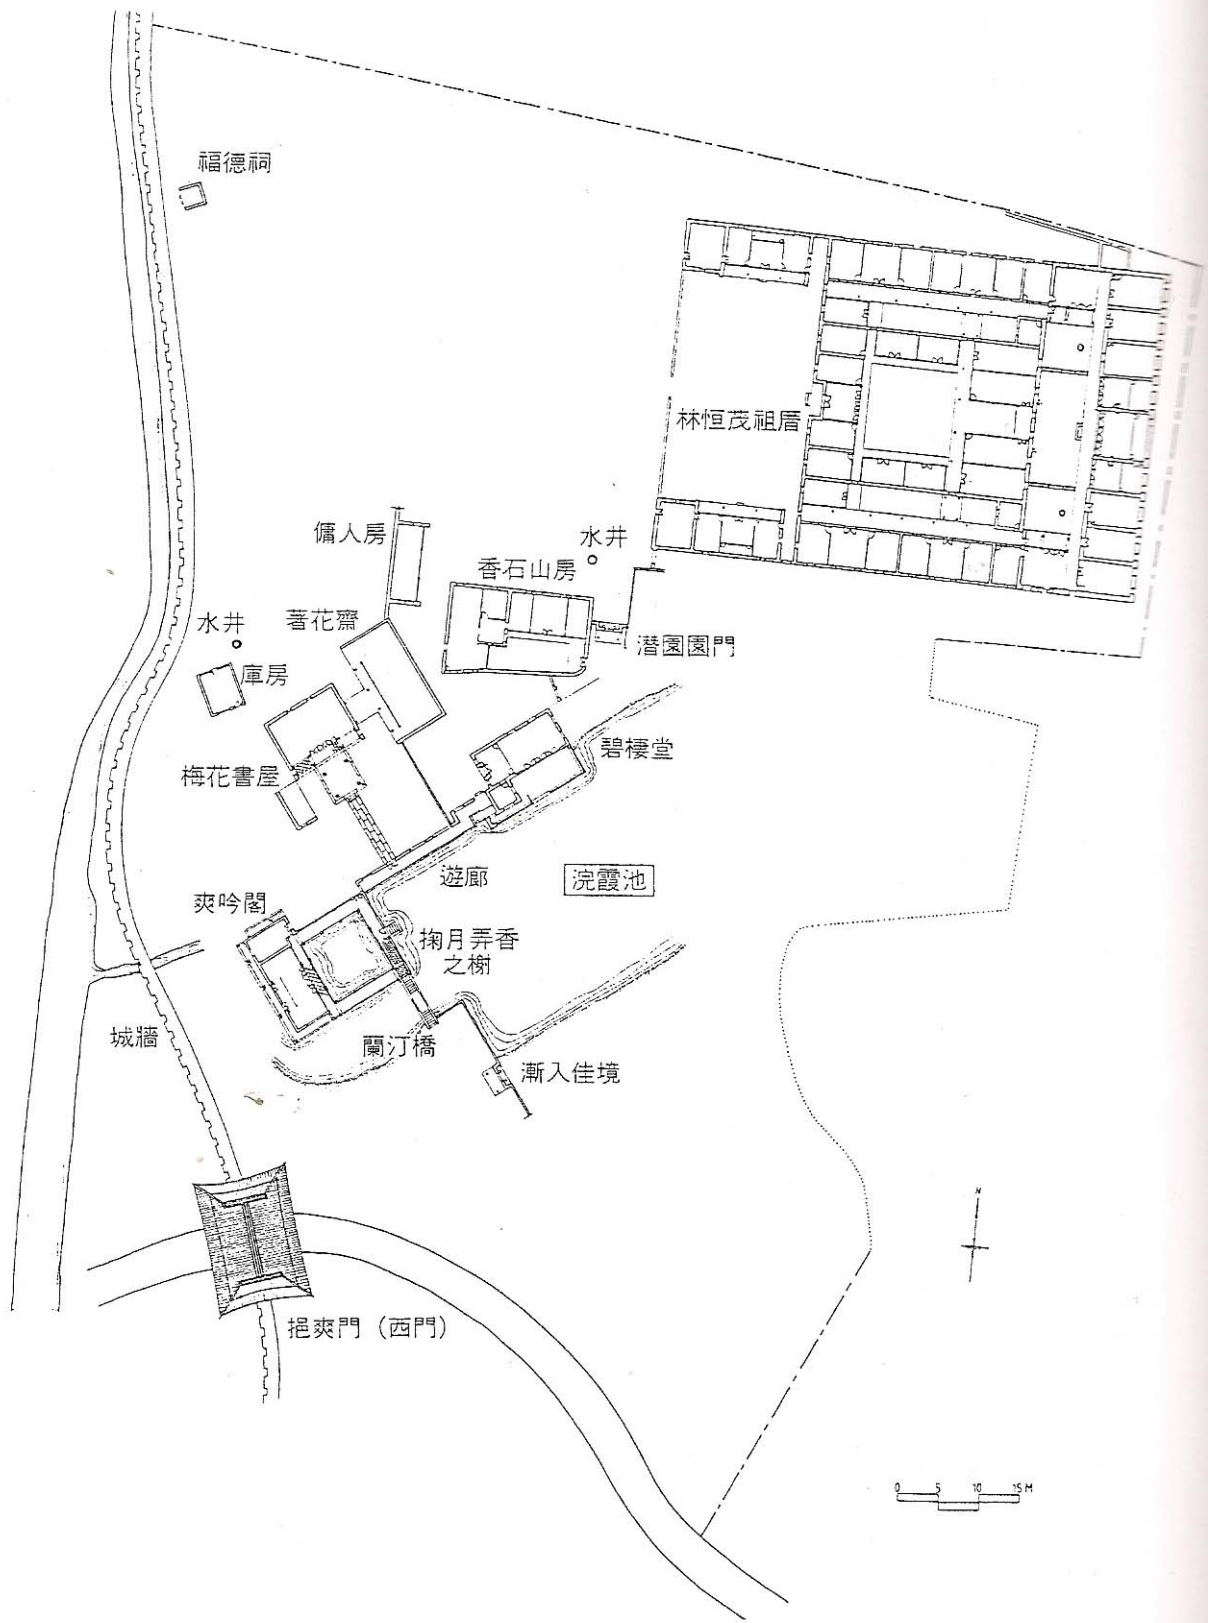 福德祠
林恒茂祖厝
傭人房
水井
香石山房
著花齋
水井
潛園園門
庫房
碧棲堂
梅花書屋
遊廊
浣霞池
爽吟閣
掬月弄香
之榭
城牆
蘭汀橋
漸入佳境
N
挹爽門（西門）
0 5 10 15 M